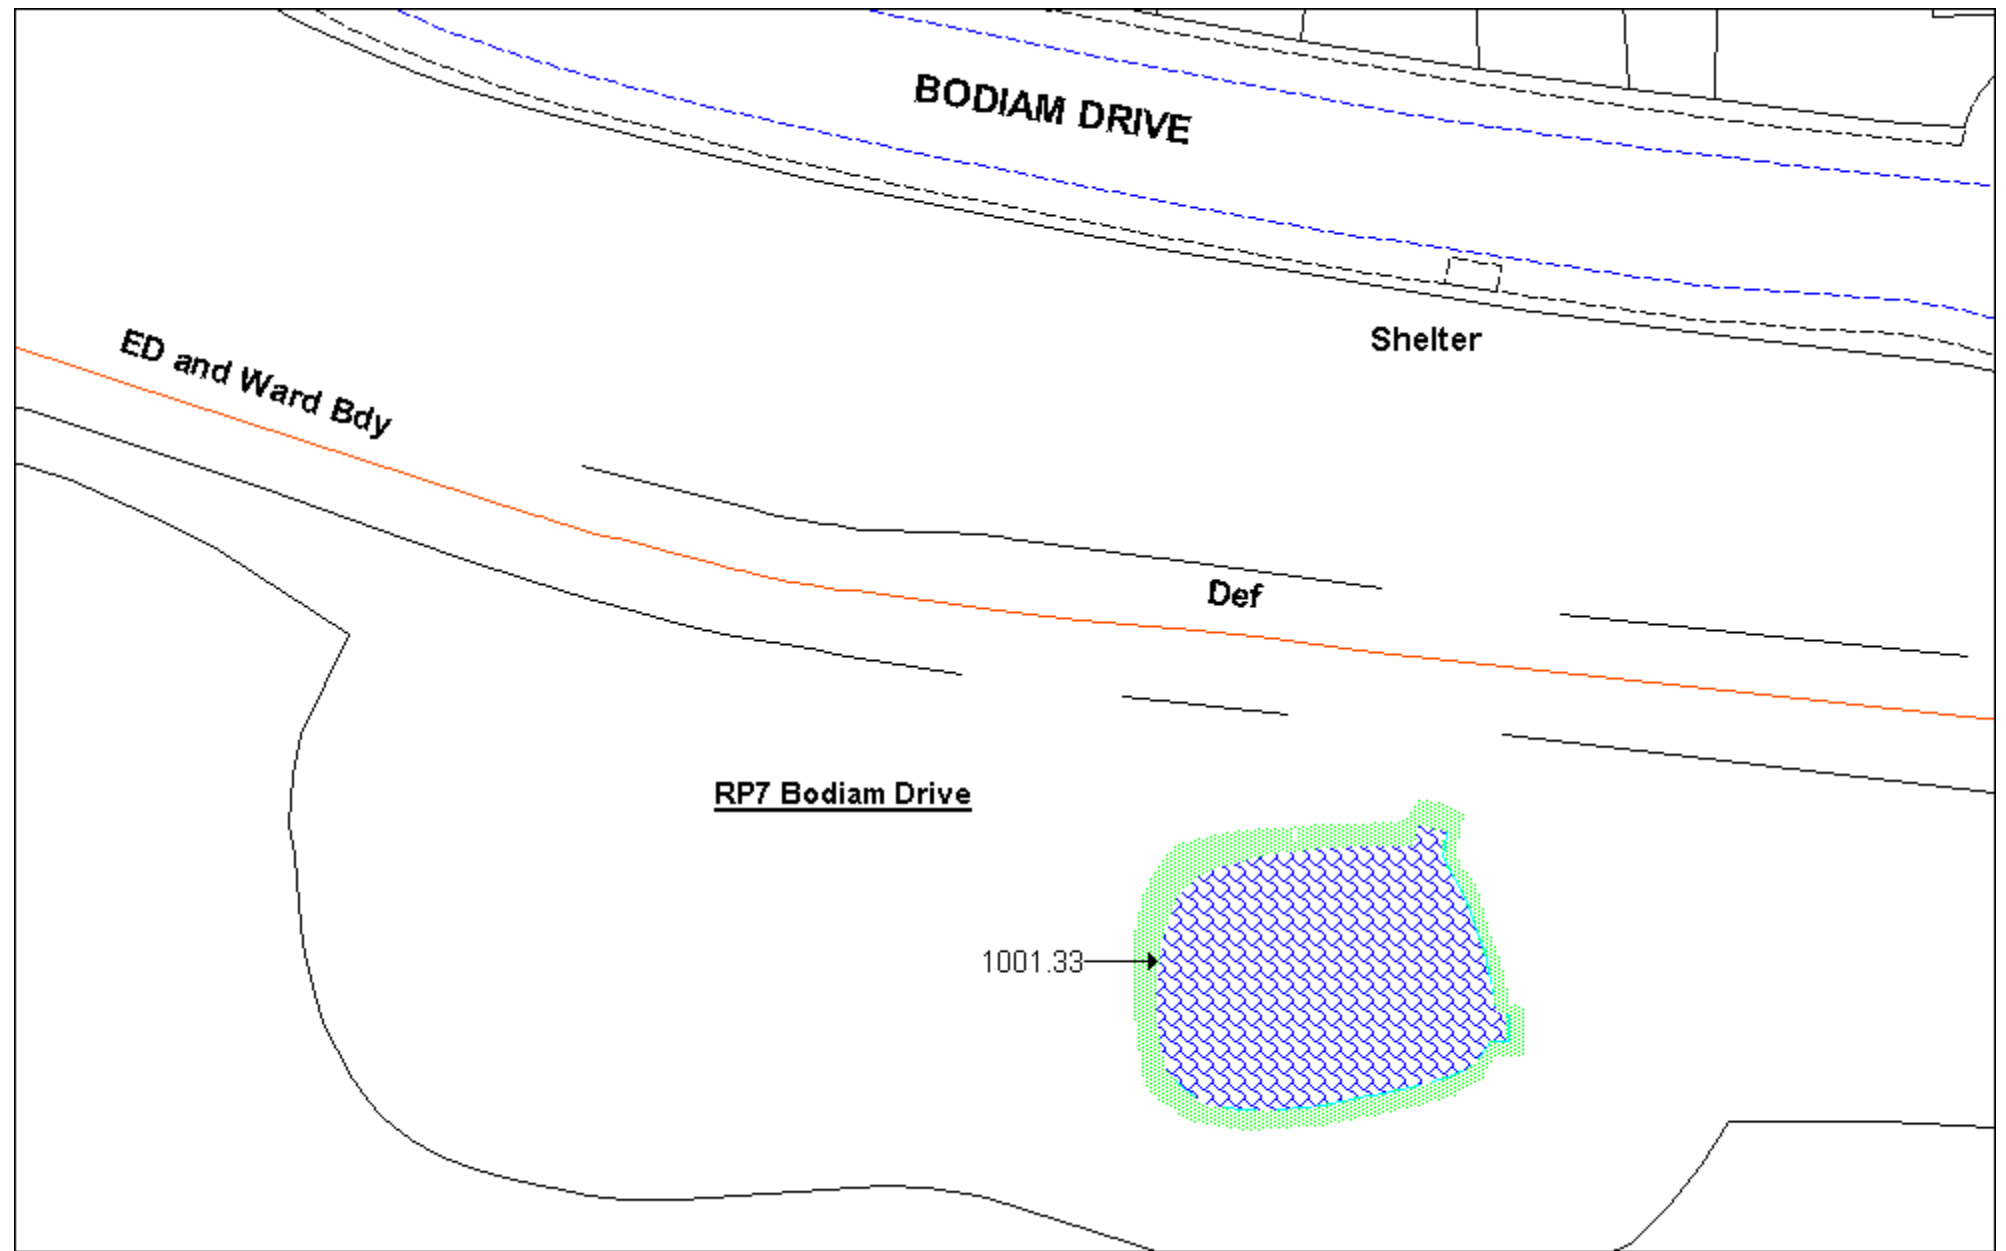 BODIAM DRIVE
Shelter
ED and Ward Bdy
Def
RP7 Bodiam Drive
1001.33